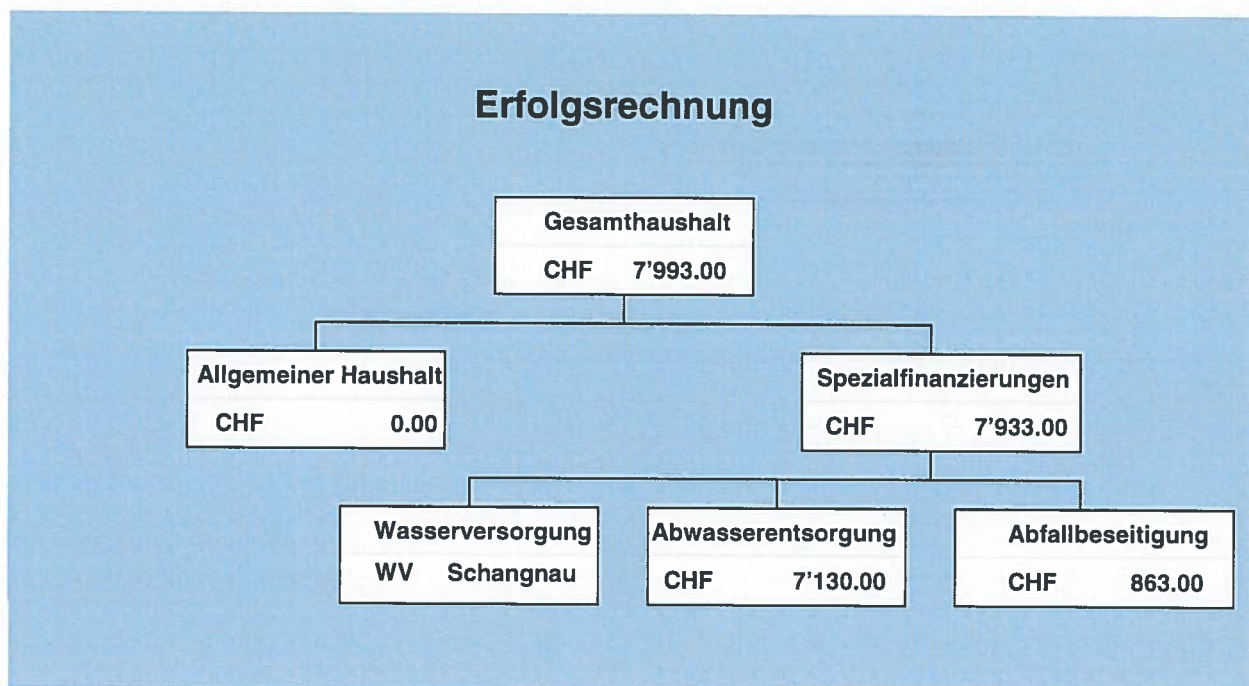 Erfolgsrechnung
Gesamthaushalt
CHF 7'993.00
Allgemeiner Haushalt
CHF 0.00
Spezialfinanzierungen
CHF 7'933.00
Wasserversorgung
WV Schangnau
Abwasserentsorgung
CHF 7'130.00
Abfallbeseitigung
CHF 863.00